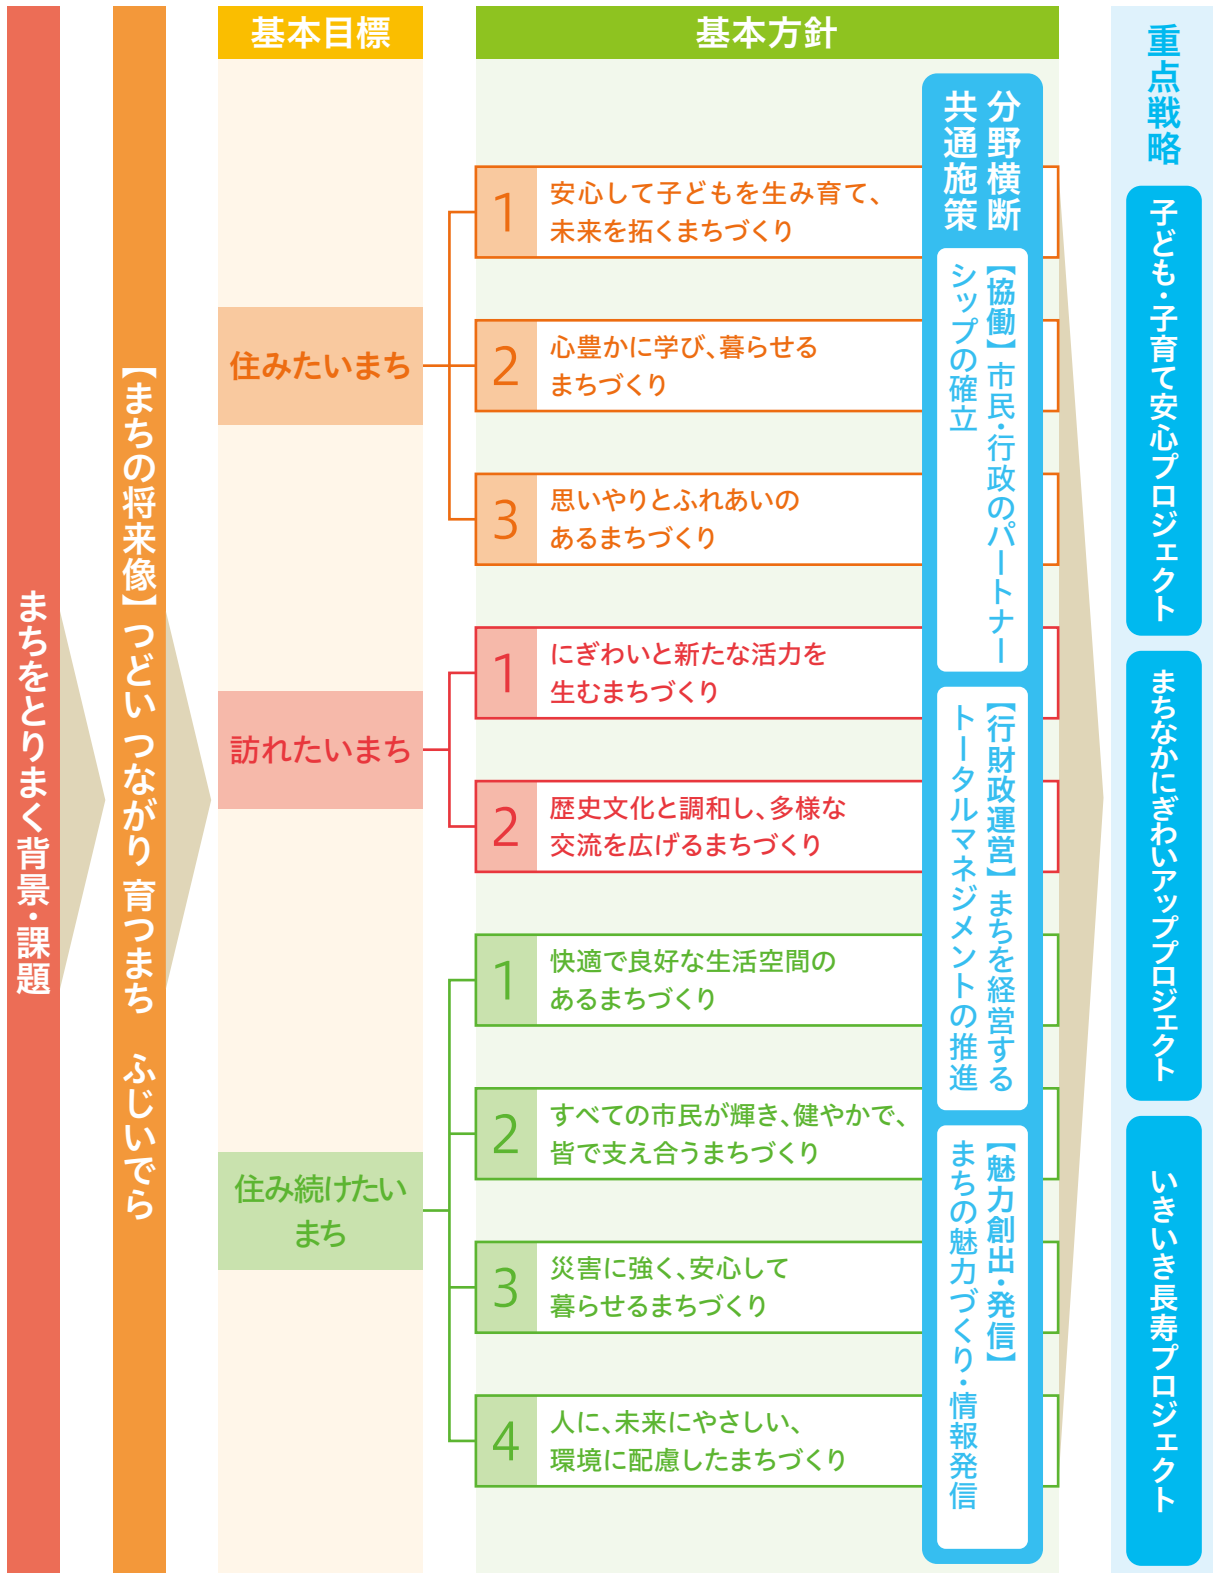 まちをとりまく背景・課題
【まちの将来像】つどい つながり 育つまち　ふじいでら
基本目標
住みたいまち
訪れたいまち
住み続けたい
まち
基本方針
1
安心して子どもを生み育て、
未来を拓くまちづくり
2
心豊かに学び、暮らせる
まちづくり
3
思いやりとふれあいの
あるまちづくり
1
にぎわいと新たな活力を
生むまちづくり
2
歴史文化と調和し、多様な
交流を広げるまちづくり
1
快適で良好な生活空間の
あるまちづくり
2
すべての市民が輝き、健やかで、
皆で支え合うまちづくり
3
災害に強く、安心して
暮らせるまちづくり
4
人に、未来にやさしい、
環境に配慮したまちづくり
分野横断
共通施策
【協働】市民・行政のパートナー
シップの確立
【行財政運営】まちを経営する
トータルマネジメントの推進
【魅力創出・発信】
まちの魅力づくり・情報発信
重点戦略
子ども・子育て安心プロジェクト
まちなかにぎわいアッププロジェクト
いきいき長寿プロジェクト